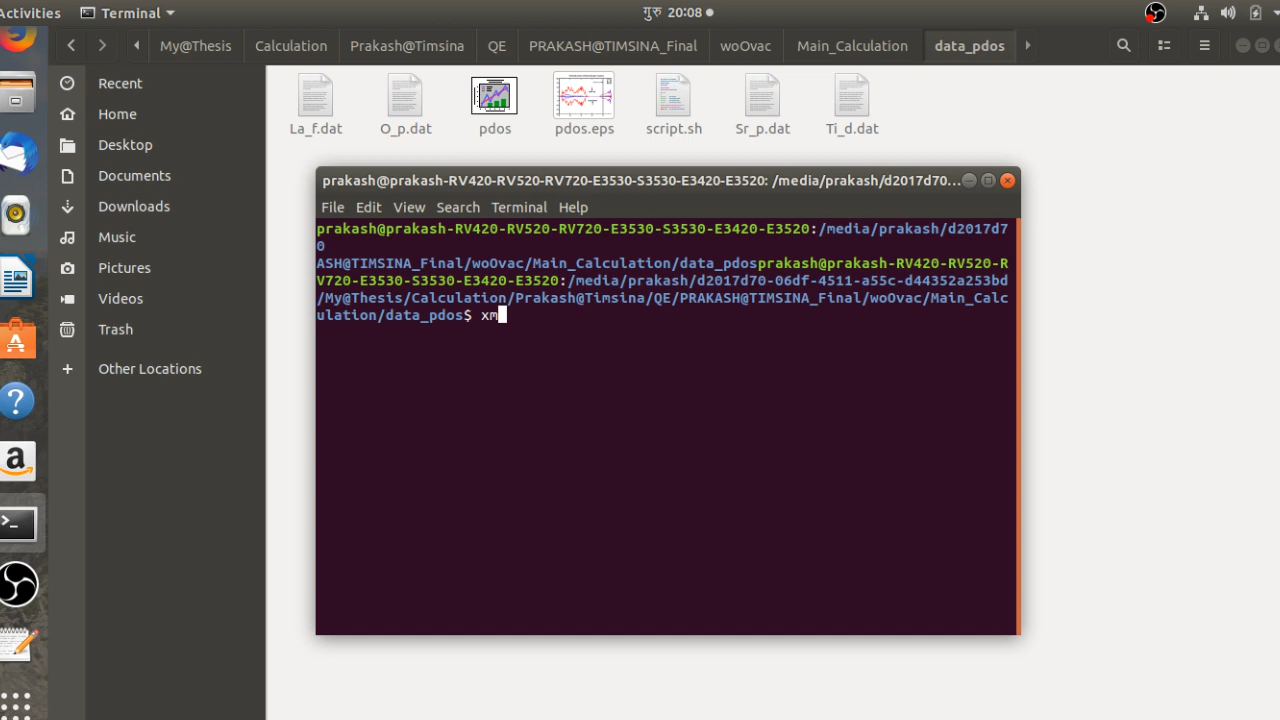 Activities Terminal गुरु 20:08
My@Thesis Calculation Prakash@Timsina QE PRAKASH@TIMSINA_Final woOvac Main_Calculation data_pdos
Recent
Home
Desktop
Documents
Downloads
Music
Pictures
Videos
Trash
+ Other Locations
La_f.dat O_p.dat pdos pdos.eps script.sh Sr_p.dat Ti_d.dat
prakash@prakash-RV420-RV520-RV720-E3530-S3530-E3420-E3520: /media/prakash/d2017d70...
File Edit View Search Terminal Help
prakash@prakash-RV420-RV520-RV720-E3530-S3530-E3420-E3520:/media/prakash/d2017d7
0
ASH@TIMSINA_Final/woOvac/Main_Calculation/data_pdosprakash@prakash-RV420-RV520-R
V720-E3530-S3530-E3420-E3520:/media/prakash/d2017d70-06df-4511-a55c-d44352a253bd
/My@Thesis/Calculation/Prakash@Timsina/QE/PRAKASH@TIMSINA_Final/woOvac/Main_Calc
ulation/data_pdos$ xm